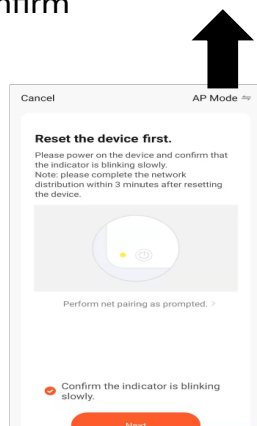 Cancel AP Mode
Reset the device first.
Please power on the device and confirm that
the indicator is blinking slowly.
Note: please complete the network
distribution within 3 minutes after resetting
the device.
Perform net pairing as prompted. >
Confirm the indicator is blinking
slowly.
Next